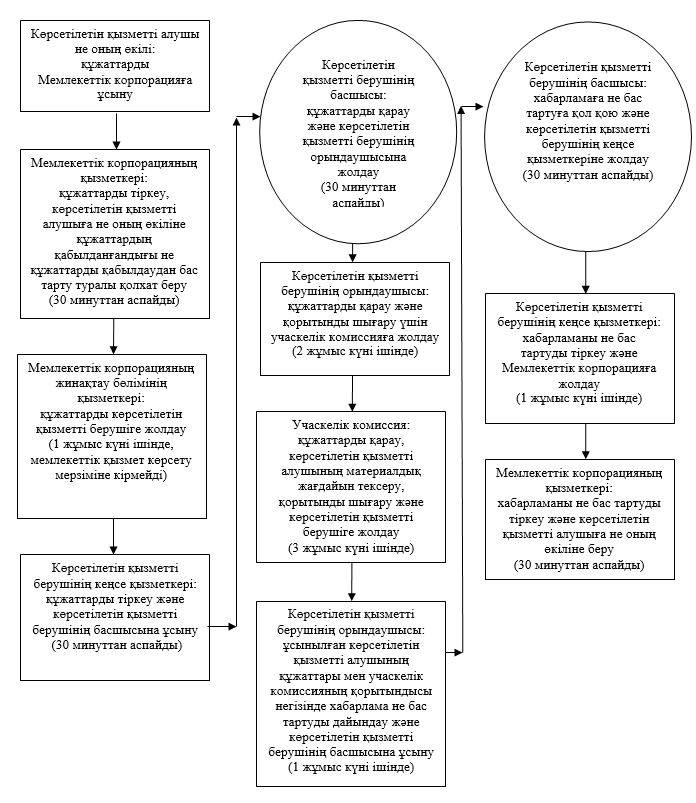 Көрсетілетін қызметті алушы
не оның өкілі:
құжаттарды
Мемлекеттік корпорацияға
ұсыну
Мемлекеттік корпорацияның
қызметкері:
құжаттарды тіркеу,
көрсетілетін қызметті
алушыға не оның өкіліне
құжаттардың
қабылданғандығы не
құжаттарды қабылдаудан бас
тарту туралы қолхат беру
(30 минуттан аспайды)
Мемлекеттік корпорацияның
жинақтау бөлімінің
қызметкері:
құжаттарды көрсетілетін
қызметті берушіге жолдау
(1 жұмыс күні ішінде,
мемлекеттік қызмет көрсету
мерзіміне кірмейді)
Көрсетілетін қызметті
берушінің кеңсе қызметкері:
құжаттарды тіркеу және
көрсетілетін қызметті
берушінің басшысына ұсыну
(30 минуттан аспайды)
Көрсетілетін
қызметті берушінің
басшысы:
құжаттарды қарау
және көрсетілетін
қызметті берушінің
орындаушысына
жолдау
(30 минуттан
аспайды)
Көрсетілетін қызметті
берушінің орындаушысы:
құжаттарды қарау және
қорытынды шығару үшін
учаскелік комиссияға жолдау
(2 жұмыс күні ішінде)
Учаскелік комиссия:
құжаттарды қарау,
көрсетілетін қызметті
алушының материалдық
жағдайын тексеру,
қорытынды шығару және
көрсетілетін қызметті
берушіге жолдау
(3 жұмыс күні ішінде)
Көрсетілетін қызметті
берушінің орындаушысы:
ұсынылған көрсетілетін
қызметті алушының
құжаттары мен учаскелік
комиссияның қорытындысы
негізінде хабарлама не бас
тартуды дайындау және
көрсетілетін қызметті
берушінің басшысына ұсыну
(1 жұмыс күні ішінде)
Көрсетілетін қызметті
берушінің басшысы:
хабарламаға не бас
тартуға қол қою және
көрсетілетін қызметті
берушінің кеңсе
қызметкеріне жолдау
(30 минуттан аспайды)
Көрсетілетін қызметті
берушінің кеңсе қызметкері:
хабарламаны не бас
тартуды тіркеу және
Мемлекеттік корпорацияға
жолдау
(1 жұмыс күні ішінде)
Мемлекеттік корпорацияның
қызметкері:
хабарламаны не бас тартуды
тіркеу және көрсетілетін
қызметті алушыға не оның
өкіліне беру
(30 минуттан аспайды)